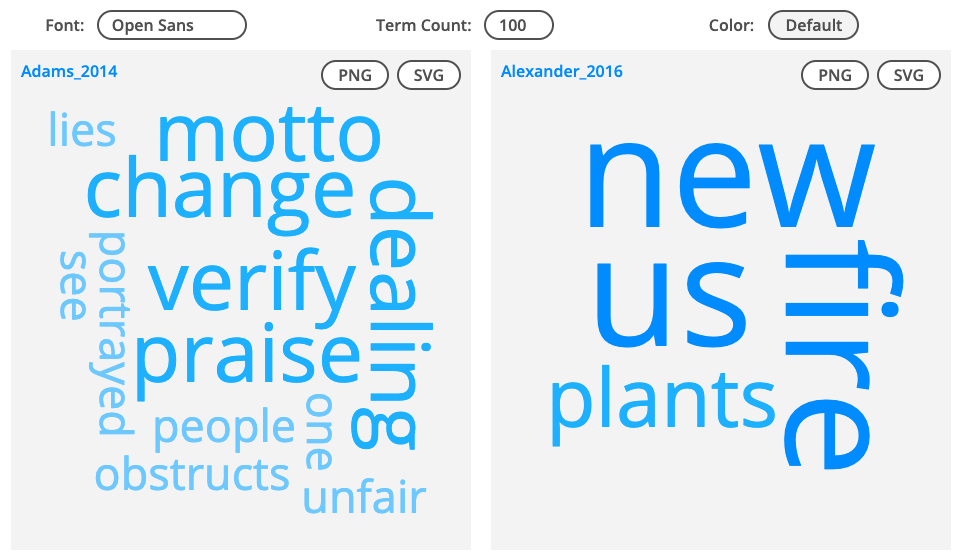 Font: Open Sans Term Count: 100 Color: Default
Adams_2014 PNG SVG
lies
motto
change
dealing
portrayed
see
verify
praise
people
one
obstructs
unfair
Alexander_2016 PNG SVG
new
us
fire
plants